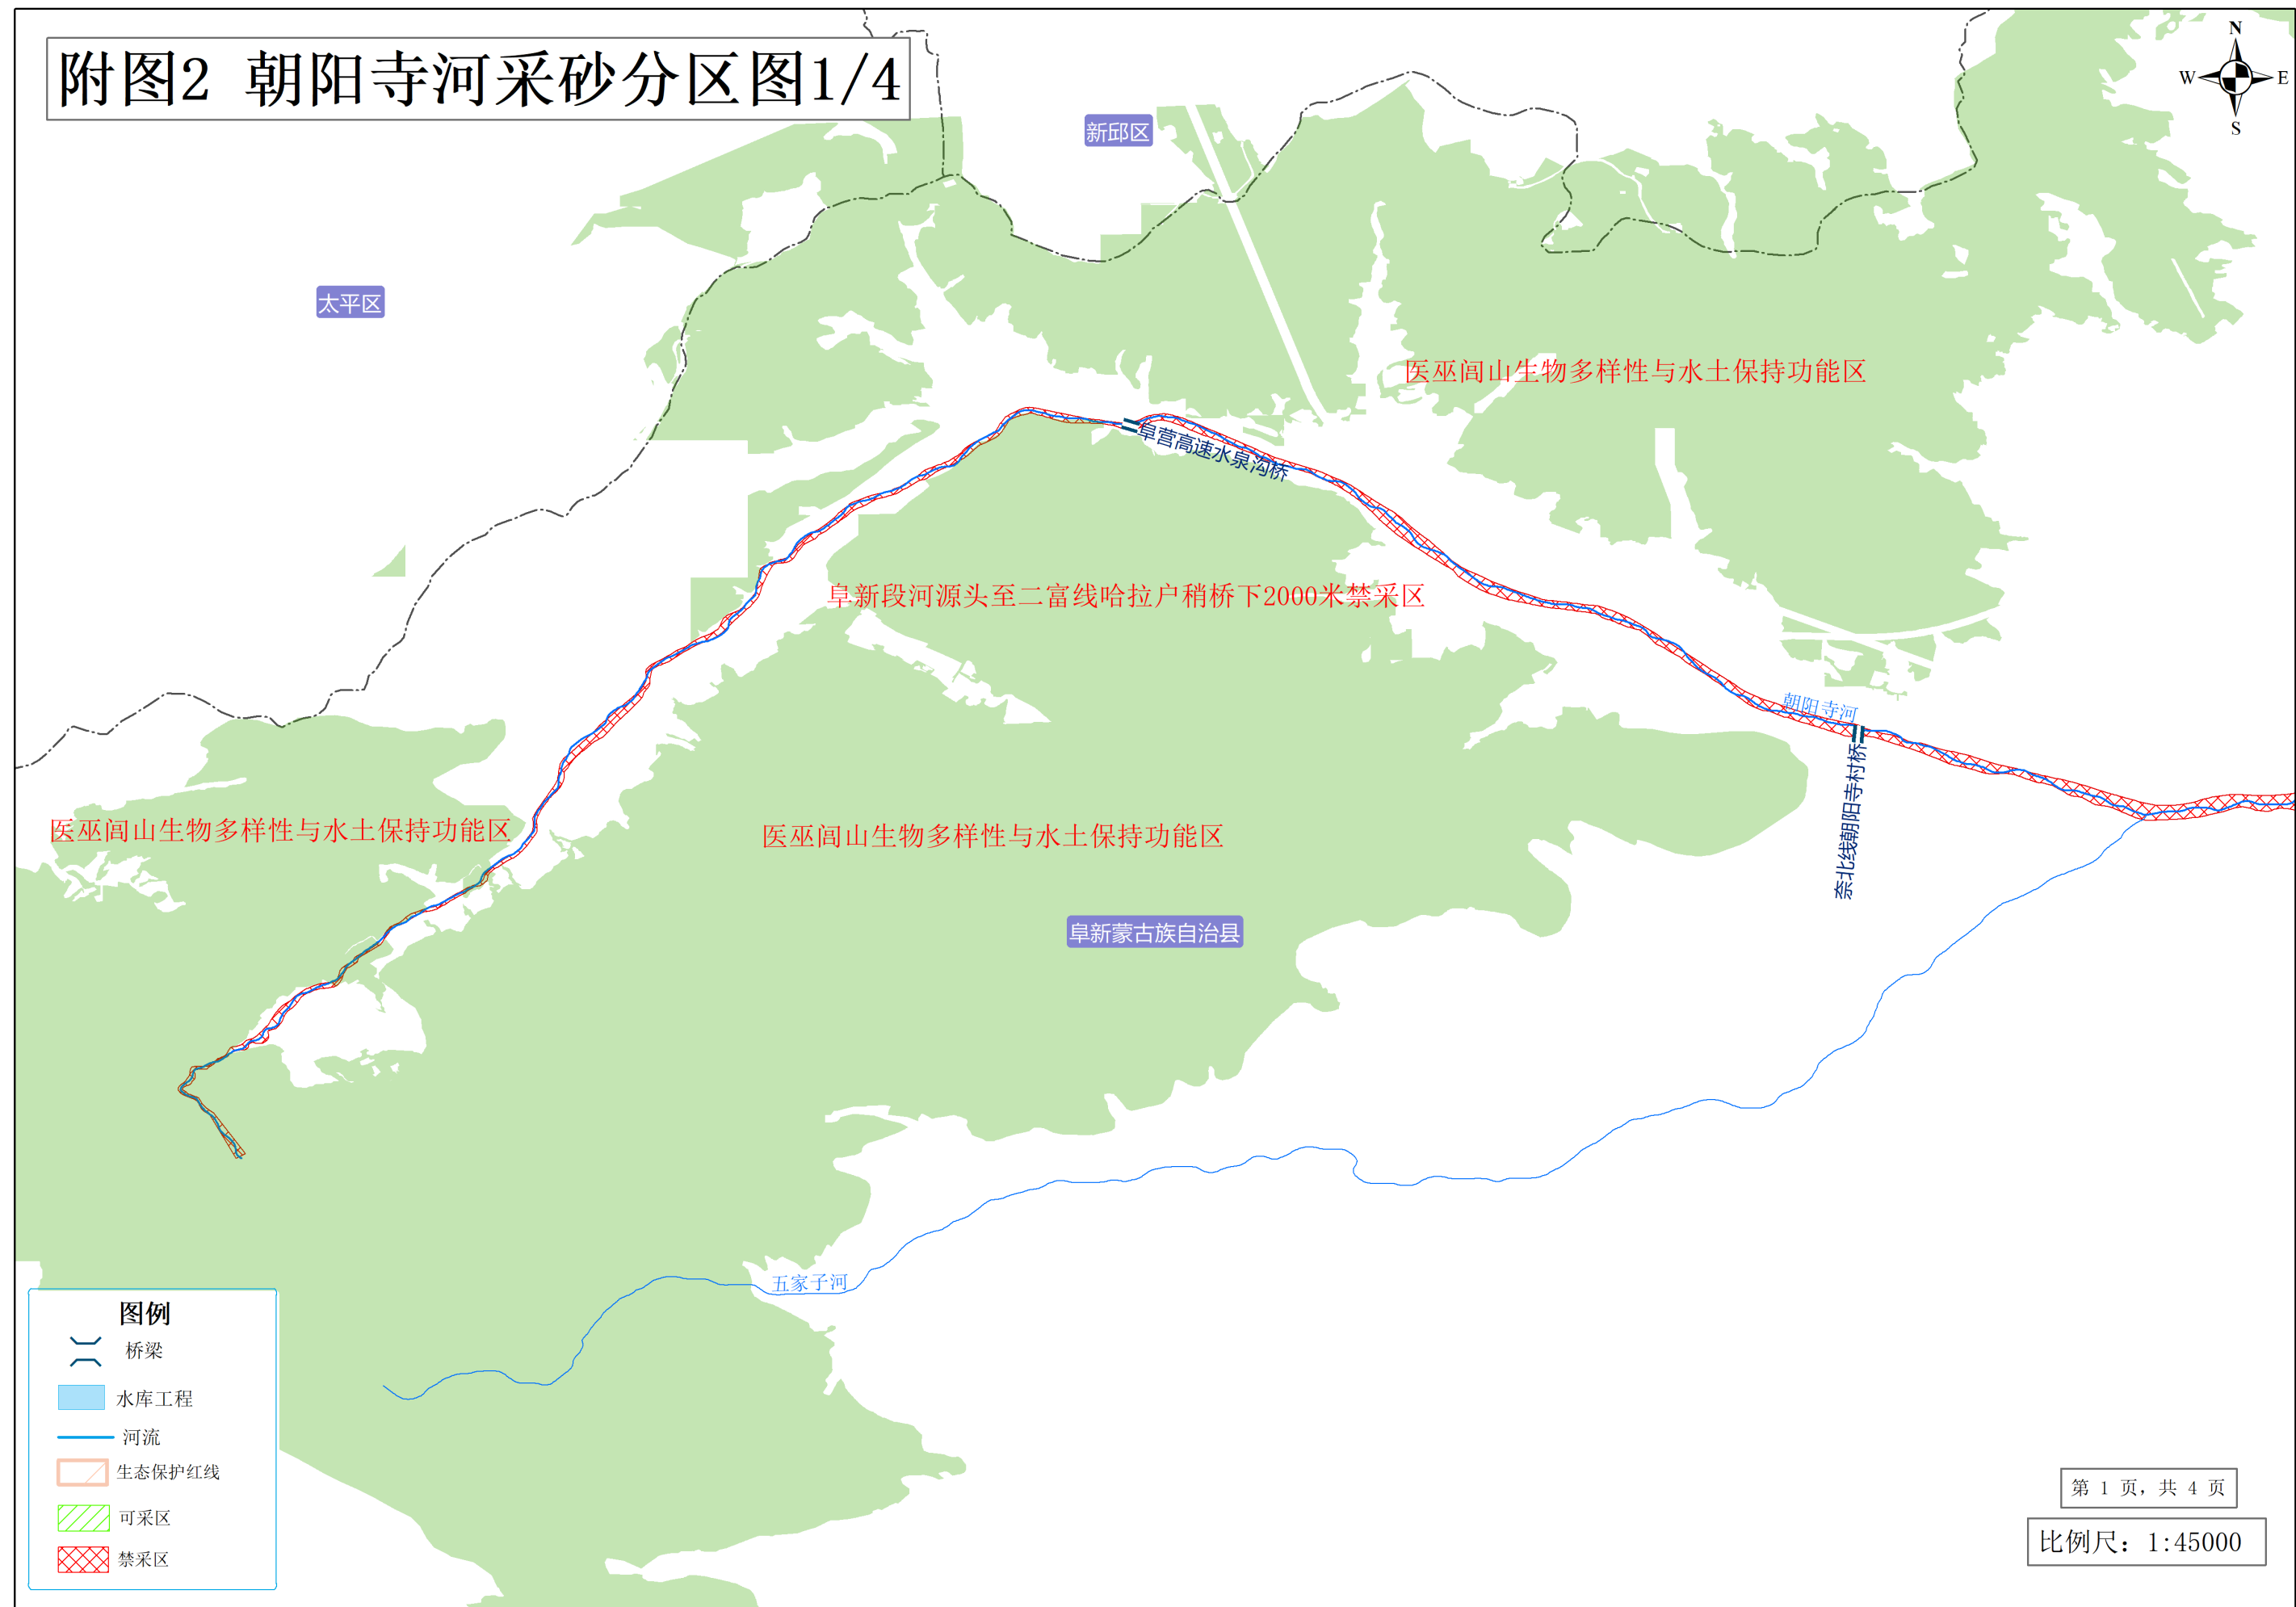 附图2 朝阳寺河采砂分区图1/4
N
W
E
S
新邱区
太平区
医巫闾山生物多样性与水土保持功能区
阜营高速水泉沟桥
阜新段河源头至二富线哈拉户稍桥下2000米禁采区
朝阳寺河
奈北线朝阳寺村桥
医巫闾山生物多样性与水土保持功能区
医巫闾山生物多样性与水土保持功能区
阜新蒙古族自治县
五家子河
图例
桥梁
水库工程
河流
生态保护红线
可采区
禁采区
第 1 页，共 4 页
比例尺：1:45000